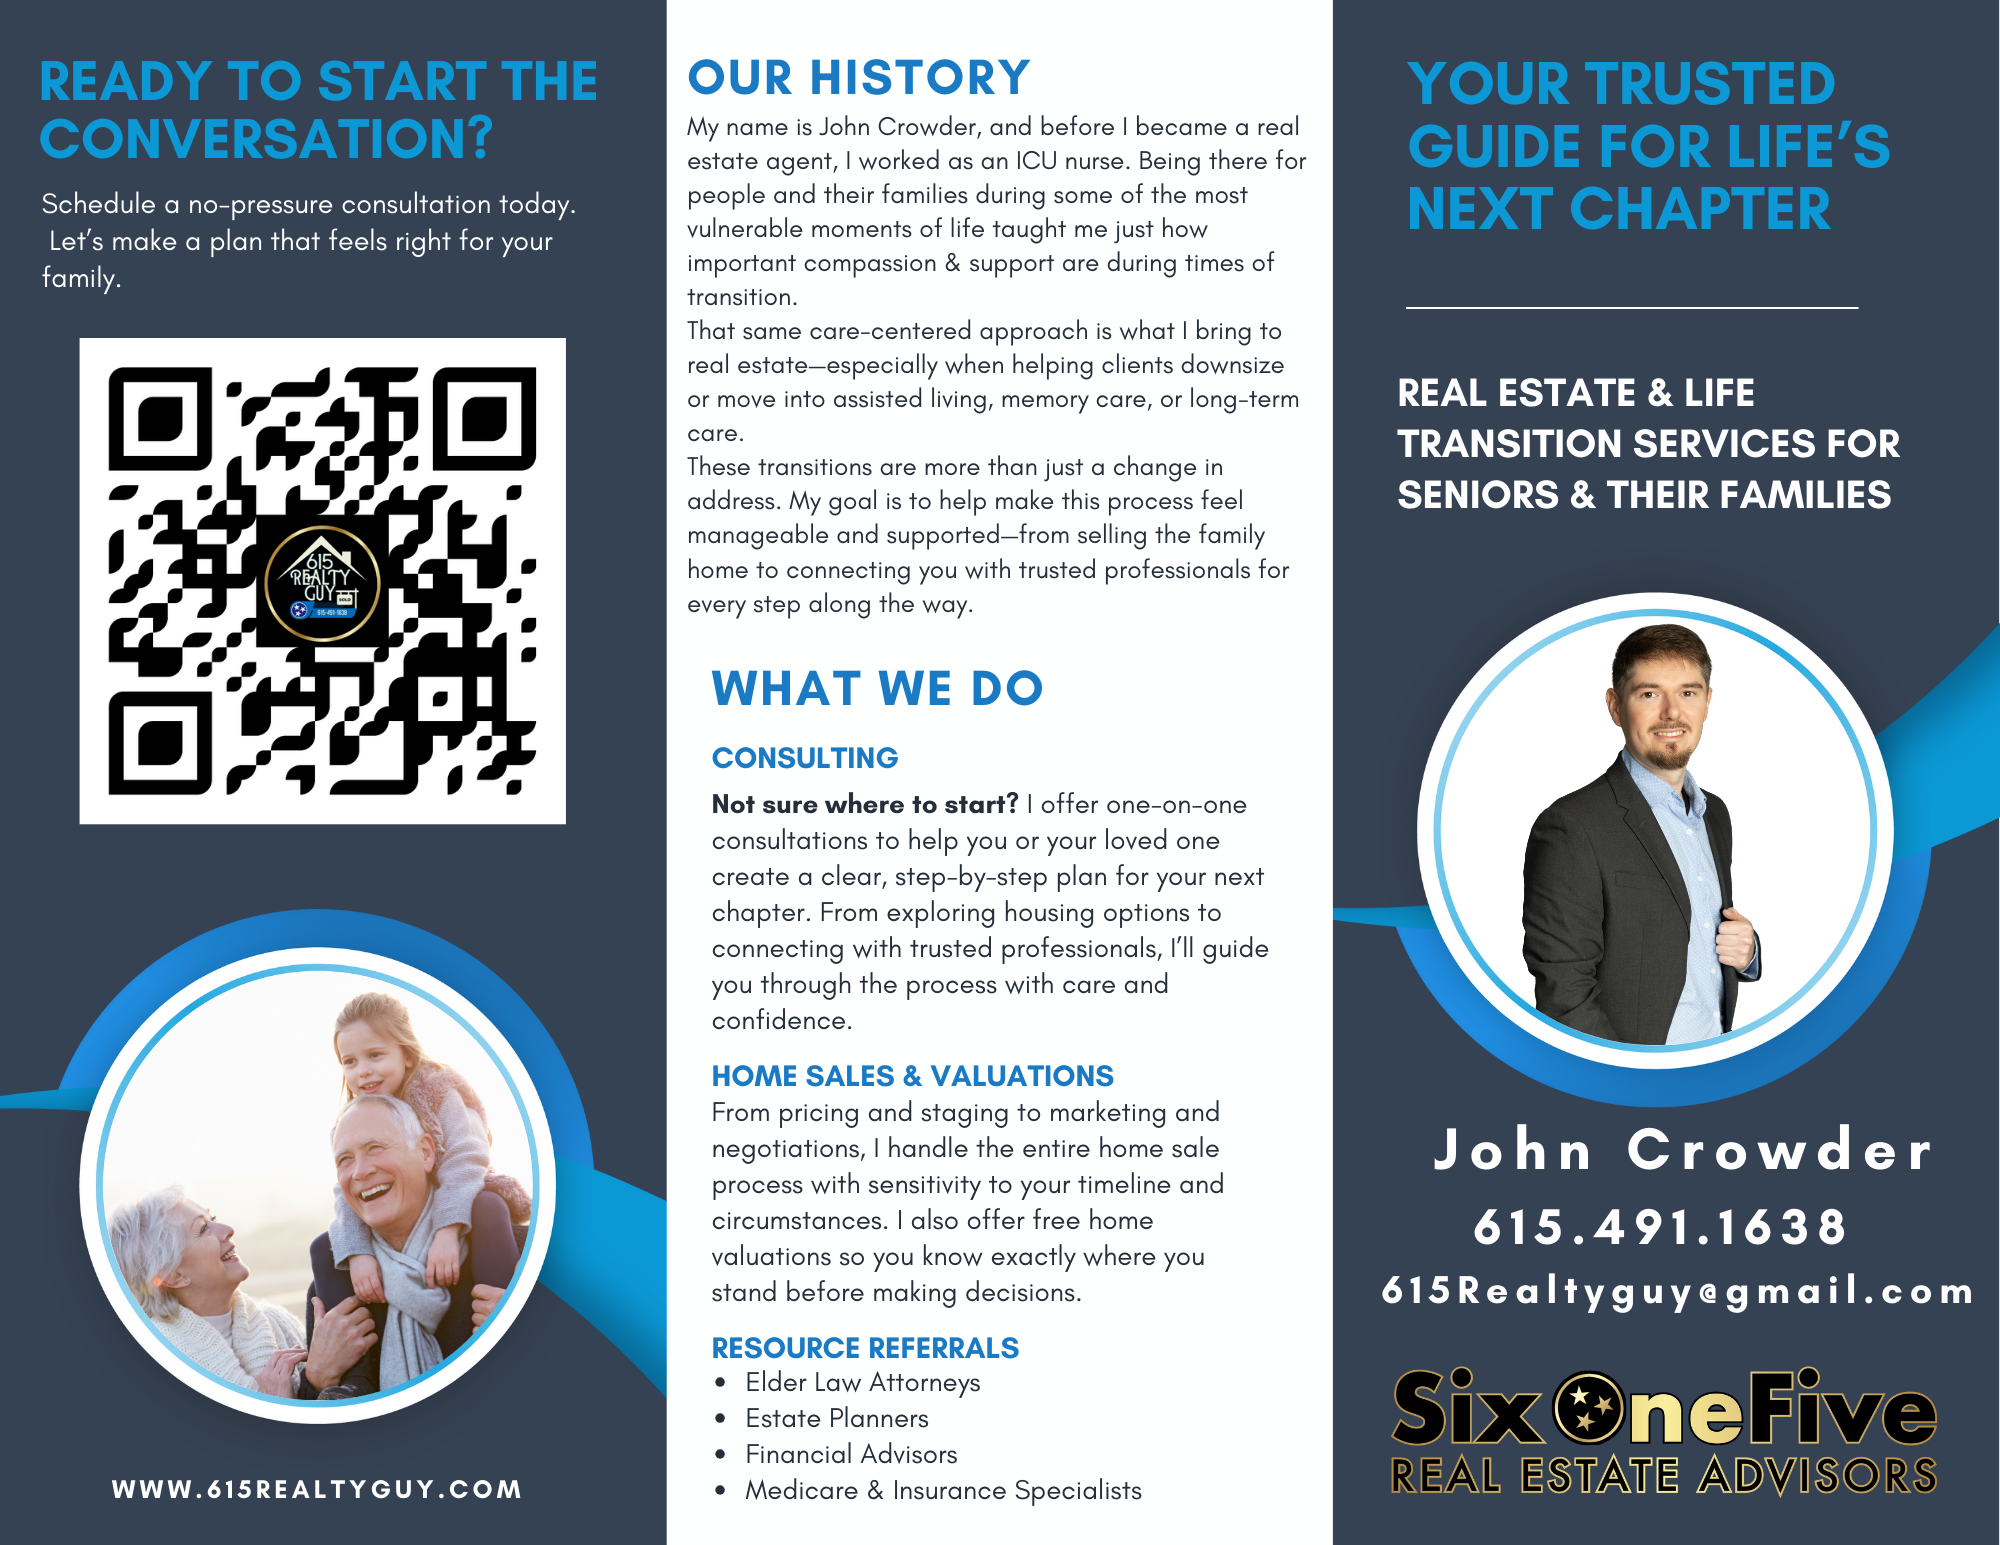 READY TO START THE
CONVERSATION?
Schedule a no-pressure consultation today.
Let's make a plan that feels right for your
family.
615
REALTY
GUY
SOLD
615-491-1638
WWW.615REALTYGUY.COM
OUR HISTORY
My name is John Crowder, and before I became a real
estate agent, I worked as an ICU nurse. Being there for
people and their families during some of the most
vulnerable moments of life taught me just how
important compassion & support are during times of
transition.
That same care-centered approach is what I bring to
real estate—especially when helping clients downsize
or move into assisted living, memory care, or long-term
care.
These transitions are more than just a change in
address. My goal is to help make this process feel
manageable and supported—from selling the family
home to connecting you with trusted professionals for
every step along the way.
WHAT WE DO
CONSULTING
Not sure where to start? I offer one-on-one
consultations to help you or your loved one
create a clear, step-by-step plan for your next
chapter. From exploring housing options to
connecting with trusted professionals, I'll guide
you through the process with care and
confidence.
HOME SALES & VALUATIONS
From pricing and staging to marketing and
negotiations, I handle the entire home sale
process with sensitivity to your timeline and
circumstances. I also offer free home
valuations so you know exactly where you
stand before making decisions.
RESOURCE REFERRALS
• Elder Law Attorneys
• Estate Planners
• Financial Advisors
• Medicare & Insurance Specialists
YOUR TRUSTED
GUIDE FOR LIFE'S
NEXT CHAPTER
REAL ESTATE & LIFE
TRANSITION SERVICES FOR
SENIORS & THEIR FAMILIES
John Crowder
615.491.1638
615Realtyguy@gmail.com
SixOneFive
REAL ESTATE ADVISORS